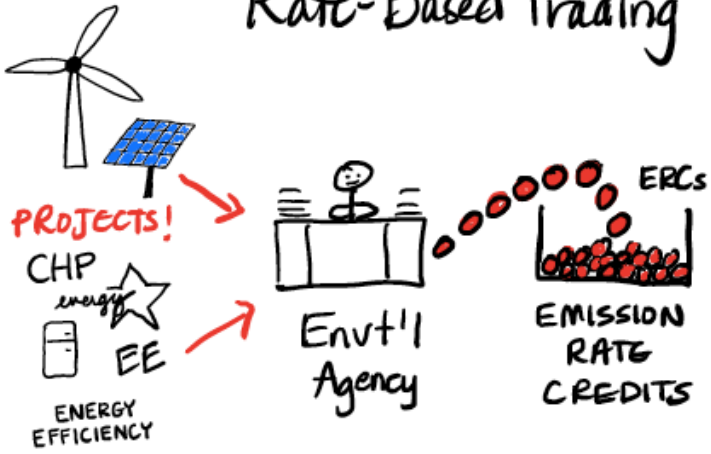 Rate-Based Trading
PROJECTS!
CHP
energy
EE
ENERGY
EFFICIENCY
Envt'l
Agency
ERCs
EMISSION
RATE
CREDITS